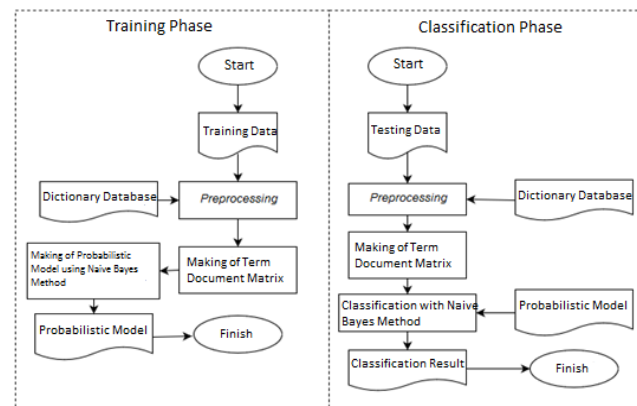 Training Phase
Start
Training Data
Dictionary Database
Preprocessing
Making of Probabilistic
Model using Naive Bayes
Method
Making of Term
Document Matrix
Probabilistic Model
Finish
Classification Phase
Start
Testing Data
Preprocessing
Dictionary Database
Making of Term
Document Matrix
Classification with Naive
Bayes Method
Probabilistic Model
Classification Result
Finish